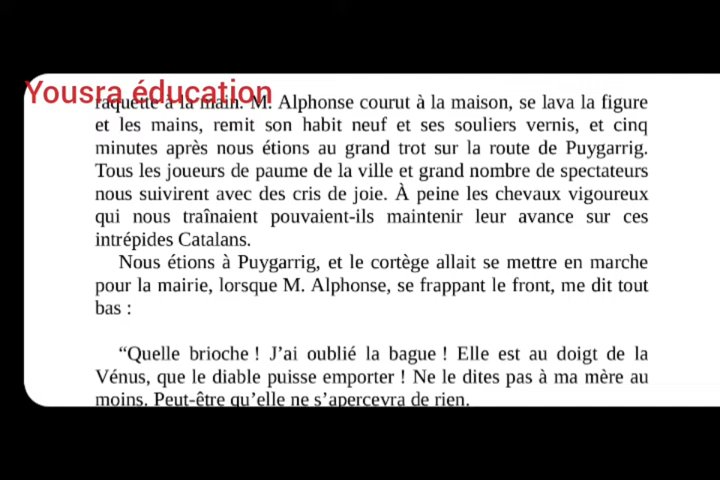 Yousra éducation
raquette à la main. M. Alphonse courut à la maison, se lava la figure
et les mains, remit son habit neuf et ses souliers vernis, et cinq
minutes après nous étions au grand trot sur la route de Puygarrig.
Tous les joueurs de paume de la ville et grand nombre de spectateurs
nous suivirent avec des cris de joie. À peine les chevaux vigoureux
qui nous traînaient pouvaient-ils maintenir leur avance sur ces
intrépides Catalans.
Nous étions à Puygarrig, et le cortège allait se mettre en marche
pour la mairie, lorsque M. Alphonse, se frappant le front, me dit tout
bas :
“Quelle brioche ! J’ai oublié la bague ! Elle est au doigt de la
Vénus, que le diable puisse emporter ! Ne le dites pas à ma mère au
moins. Peut-être qu’elle ne s’apercevra de rien.